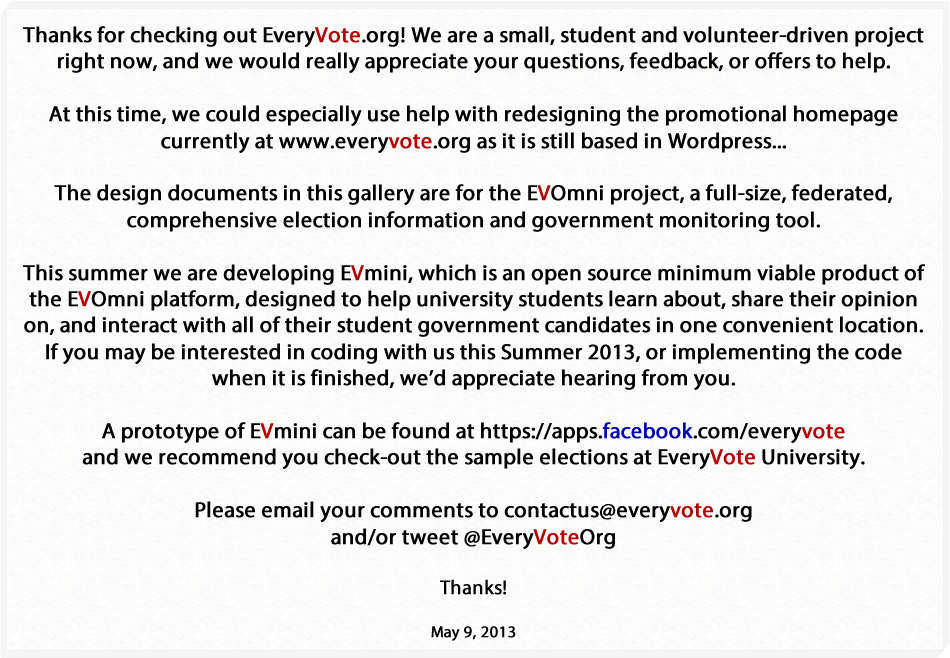 Thanks for checking out EveryVote.org! We are a small, student and volunteer-driven project
right now, and we would really appreciate your questions, feedback, or offers to help.
At this time, we could especially use help with redesigning the promotional homepage
currently at www.everyvote.org as it is still based in Wordpress...
The design documents in this gallery are for the EVOmni project, a full-size, federated,
comprehensive election information and government monitoring tool.
This summer we are developing EVmini, which is an open source minimum viable product of
the EVOmni platform, designed to help university students learn about, share their opinion
on, and interact with all of their student government candidates in one convenient location.
If you may be interested in coding with us this Summer 2013, or implementing the code
when it is finished, we’d appreciate hearing from you.
A prototype of EVmini can be found at https://apps.facebook.com/everyvote
and we recommend you check-out the sample elections at EveryVote University.
Please email your comments to contactus@everyvote.org
and/or tweet @EveryVoteOrg
Thanks!
May 9, 2013